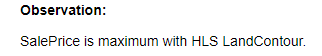 Observation:
SalePrice is maximum with HLS LandContour.